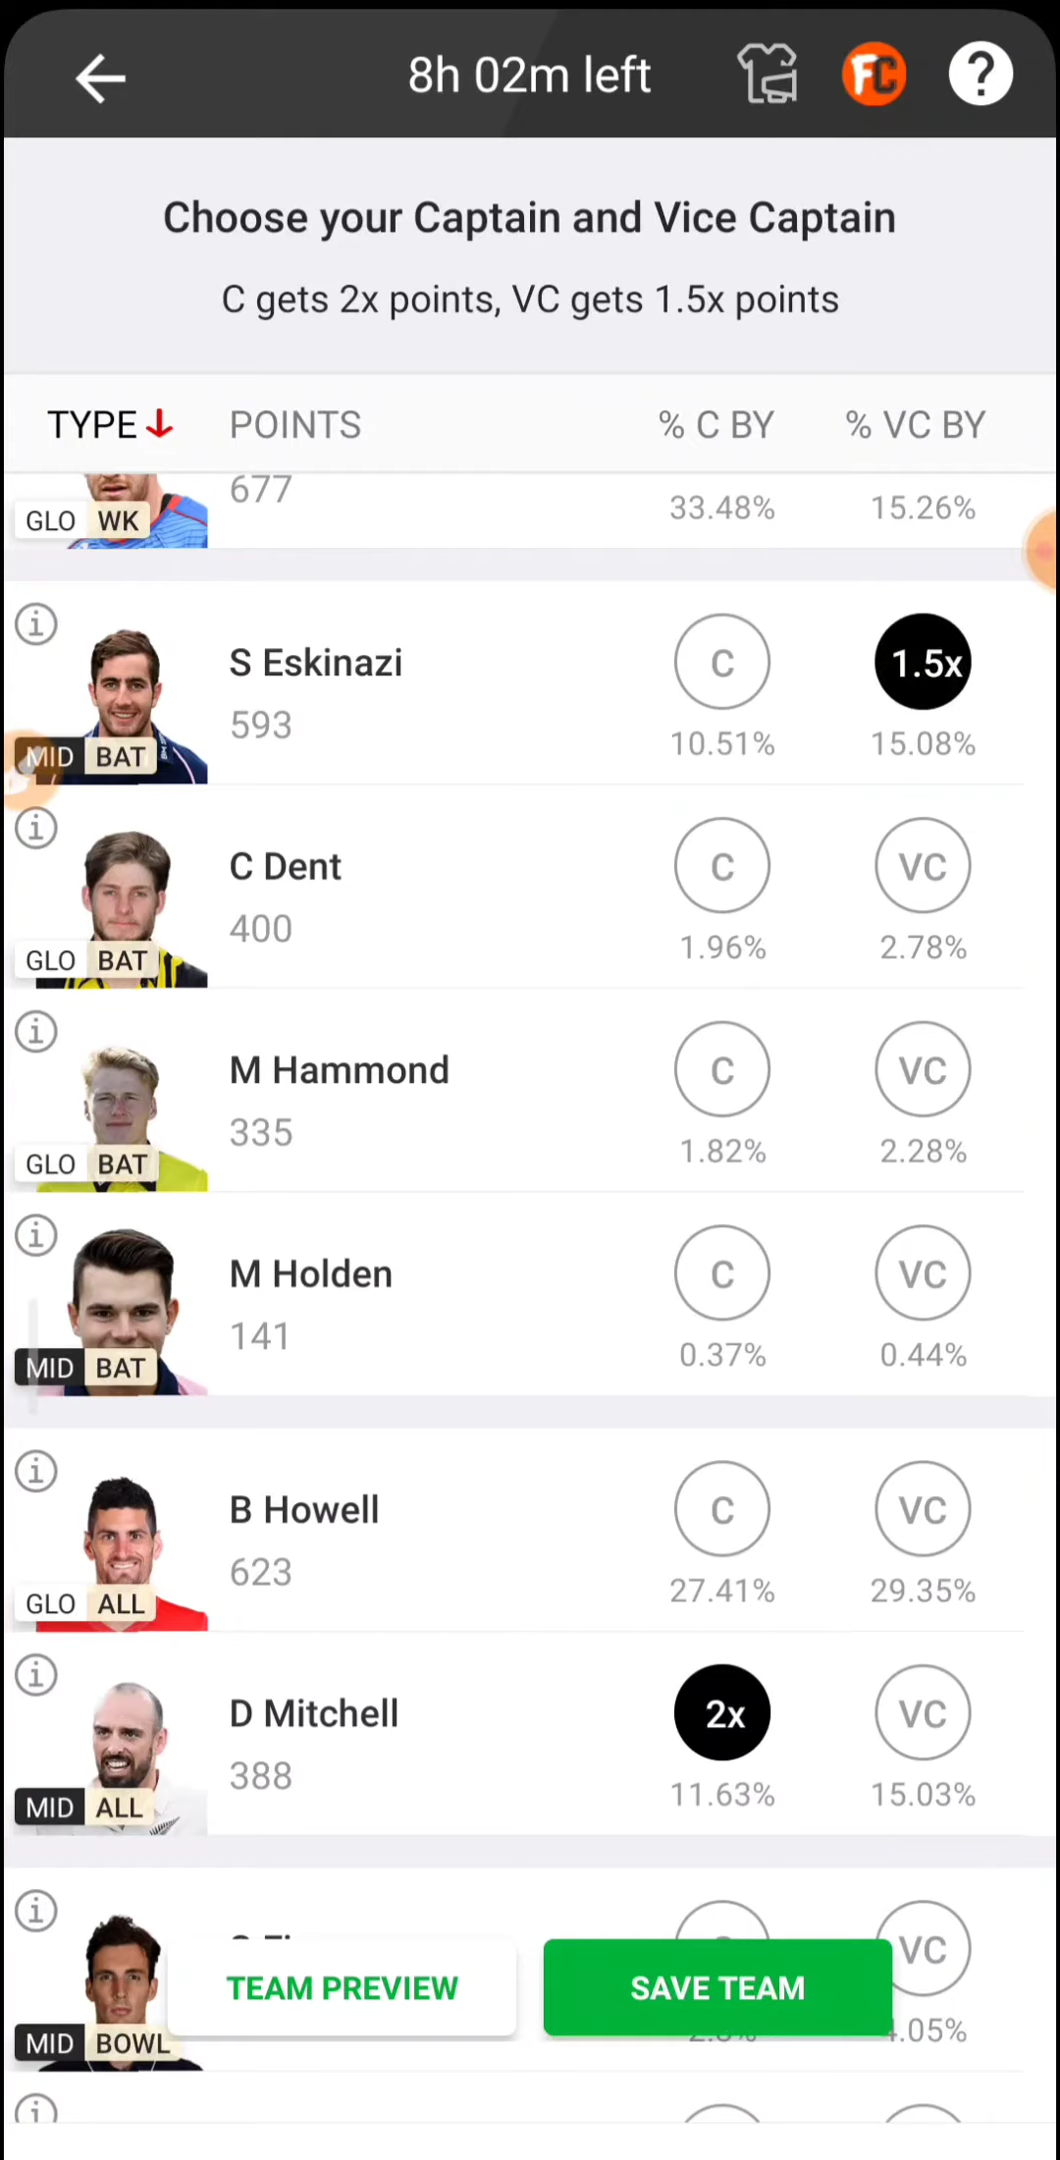 8h 02m left
FC
?
Choose your Captain and Vice Captain
C gets 2x points, VC gets 1.5x points
TYPE POINTS % C BY % VC BY
677
33.48% 15.26%
GLO WK
i
S Eskinazi C 1.5x
593
10.51% 15.08%
MID BAT
i
C Dent C VC
400
1.96% 2.78%
GLO BAT
i
M Hammond C VC
335
1.82% 2.28%
GLO BAT
i
M Holden C VC
141
0.37% 0.44%
MID BAT
i
B Howell C VC
623
27.41% 29.35%
GLO ALL
i
D Mitchell 2x VC
388
11.63% 15.03%
MID ALL
i
VC
TEAM PREVIEW SAVE TEAM
MID BOWL
i